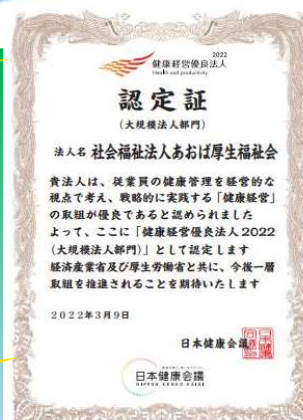 2022
健康経営優良法人
Health and productivity
認定証
(大規模法人部門)
法人名 社会福祉法人あおば厚生福祉会
貴法人は、従業員の健康管理を経営的な
視点で考え、戦略的に実践する「健康経営」
の取組が優良であると認められました
よって、ここに「健康経営優良法人2022
(大規模法人部門)」として認定します
経済産業省及び厚生労働省と共に、今後一層
取組を推進されることを期待いたします
2022年3月9日
日本健康会議
日本健康会議
NIPPON KENKO KAIGI